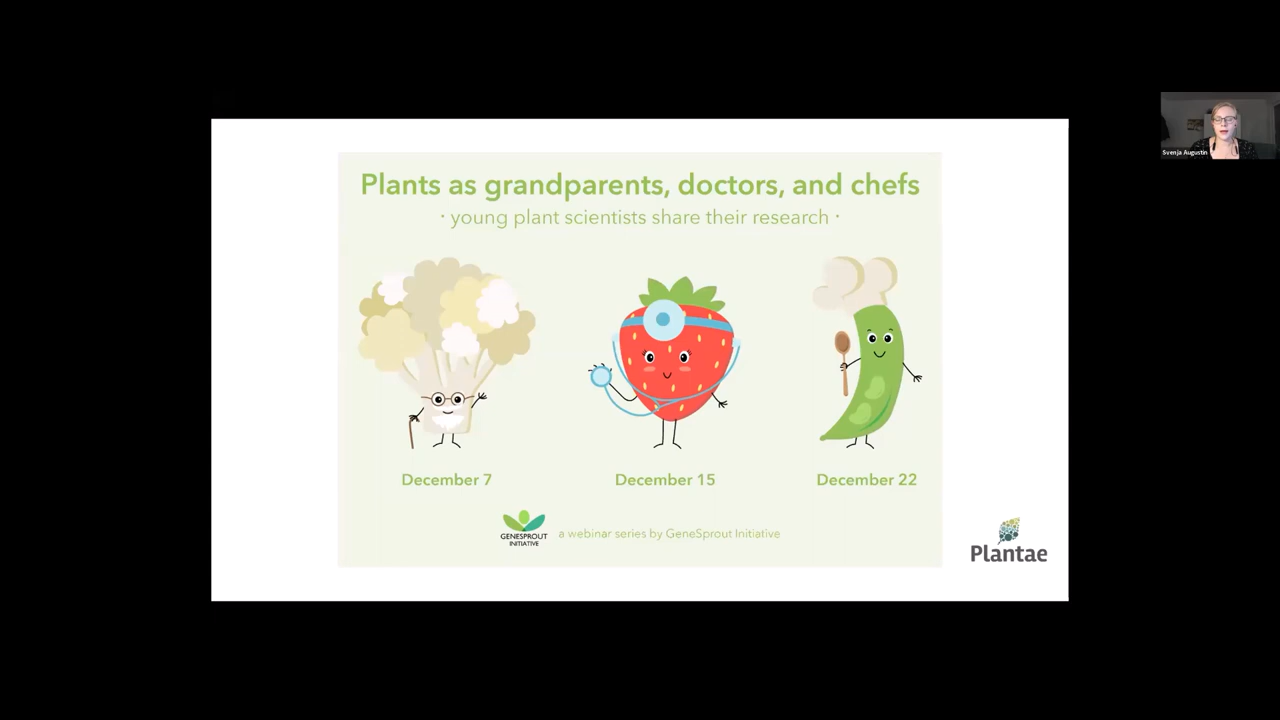 Plants as grandparents, doctors, and chefs
· young plant scientists share their research ·
December 7
December 15
December 22
GENESPROUT
INITIATIVE
a webinar series by GeneSprout Initiative
Plantae
Svenja Augustin